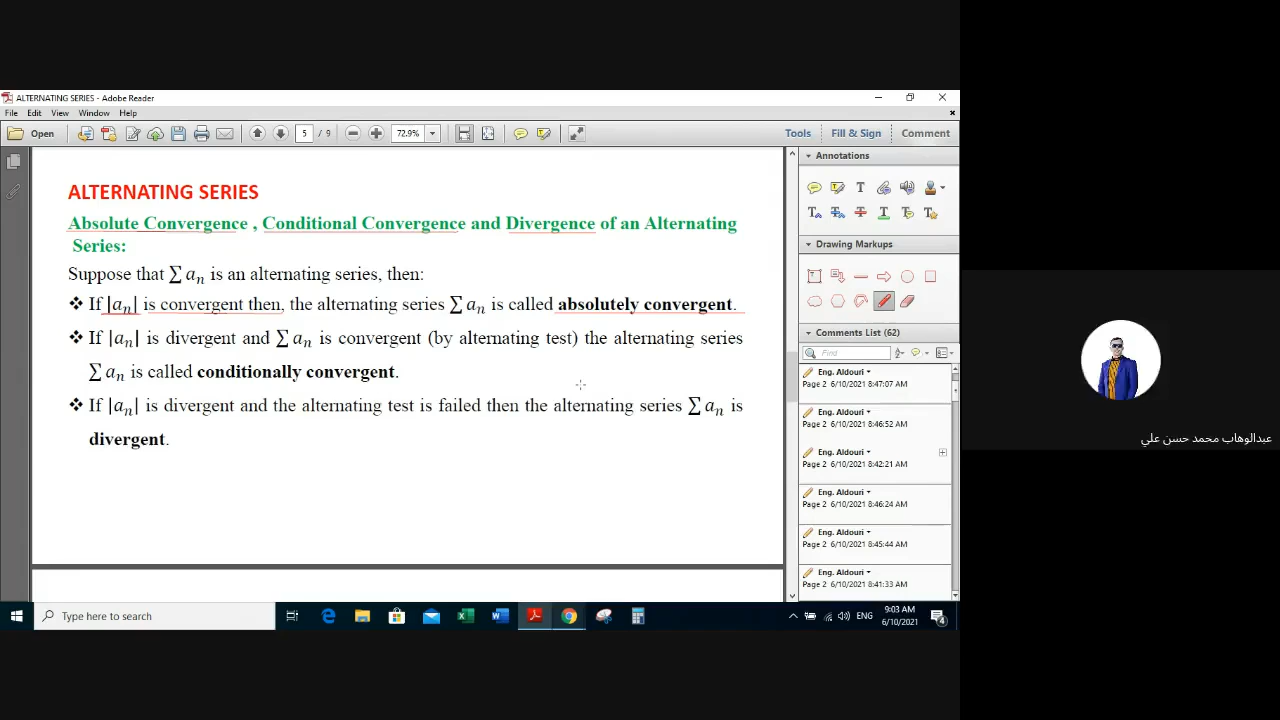 ALTERNATING SERIES - Adobe Reader
File Edit View Window Help
Open 5 / 9 72.9% Tools Fill & Sign Comment
ALTERNATING SERIES
Absolute Convergence , Conditional Convergence and Divergence of an Alternating
Series:
Suppose that ∑ aₙ is an alternating series, then:
❖ If |aₙ| is convergent then, the alternating series ∑ aₙ is called absolutely convergent.
❖ If |aₙ| is divergent and ∑ aₙ is convergent (by alternating test) the alternating series
∑ aₙ is called conditionally convergent.
❖ If |aₙ| is divergent and the alternating test is failed then the alternating series ∑ aₙ is
divergent.
Annotations
Drawing Markups
Comments List (62)
Find
Eng. Aldouri
Page 2 6/10/2021 8:47:07 AM
Eng. Aldouri
Page 2 6/10/2021 8:46:52 AM
Eng. Aldouri
Page 2 6/10/2021 8:42:21 AM
Eng. Aldouri
Page 2 6/10/2021 8:46:24 AM
Eng. Aldouri
Page 2 6/10/2021 8:45:44 AM
Eng. Aldouri
Page 2 6/10/2021 8:41:33 AM
عبدالوهاب محمد حسن علي
Type here to search
ENG
9:03 AM
6/10/2021
4